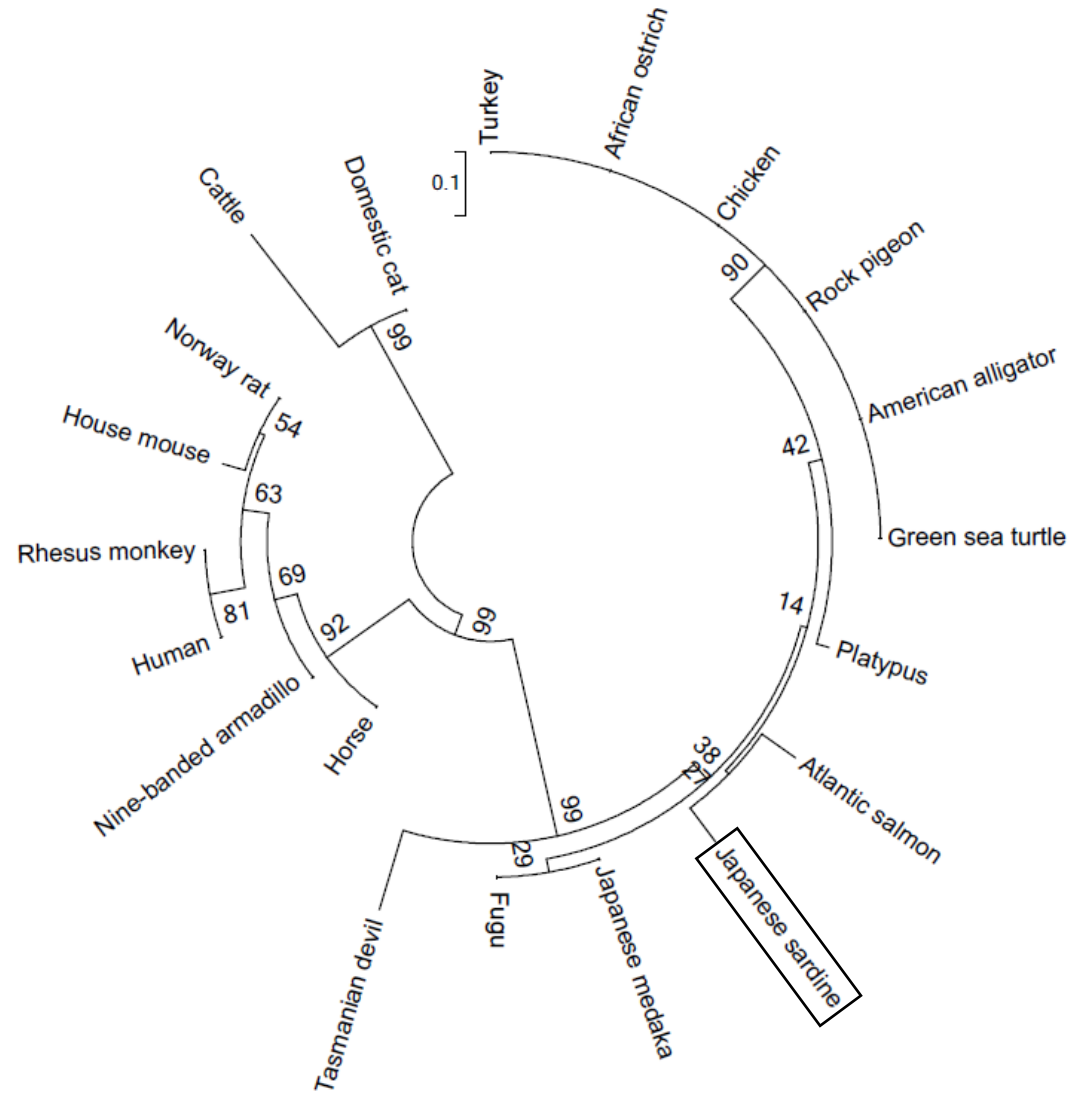 Turkey
African ostrich
Chicken
Rock pigeon
American alligator
Green sea turtle
Platypus
Atlantic salmon
Japanese sardine
Japanese medaka
Fugu
Tasmanian devil
Horse
Nine-banded armadillo
Human
Rhesus monkey
House mouse
Norway rat
Cattle
Domestic cat
0.1
90
42
14
38
27
29
99
99
92
69
81
63
54
99